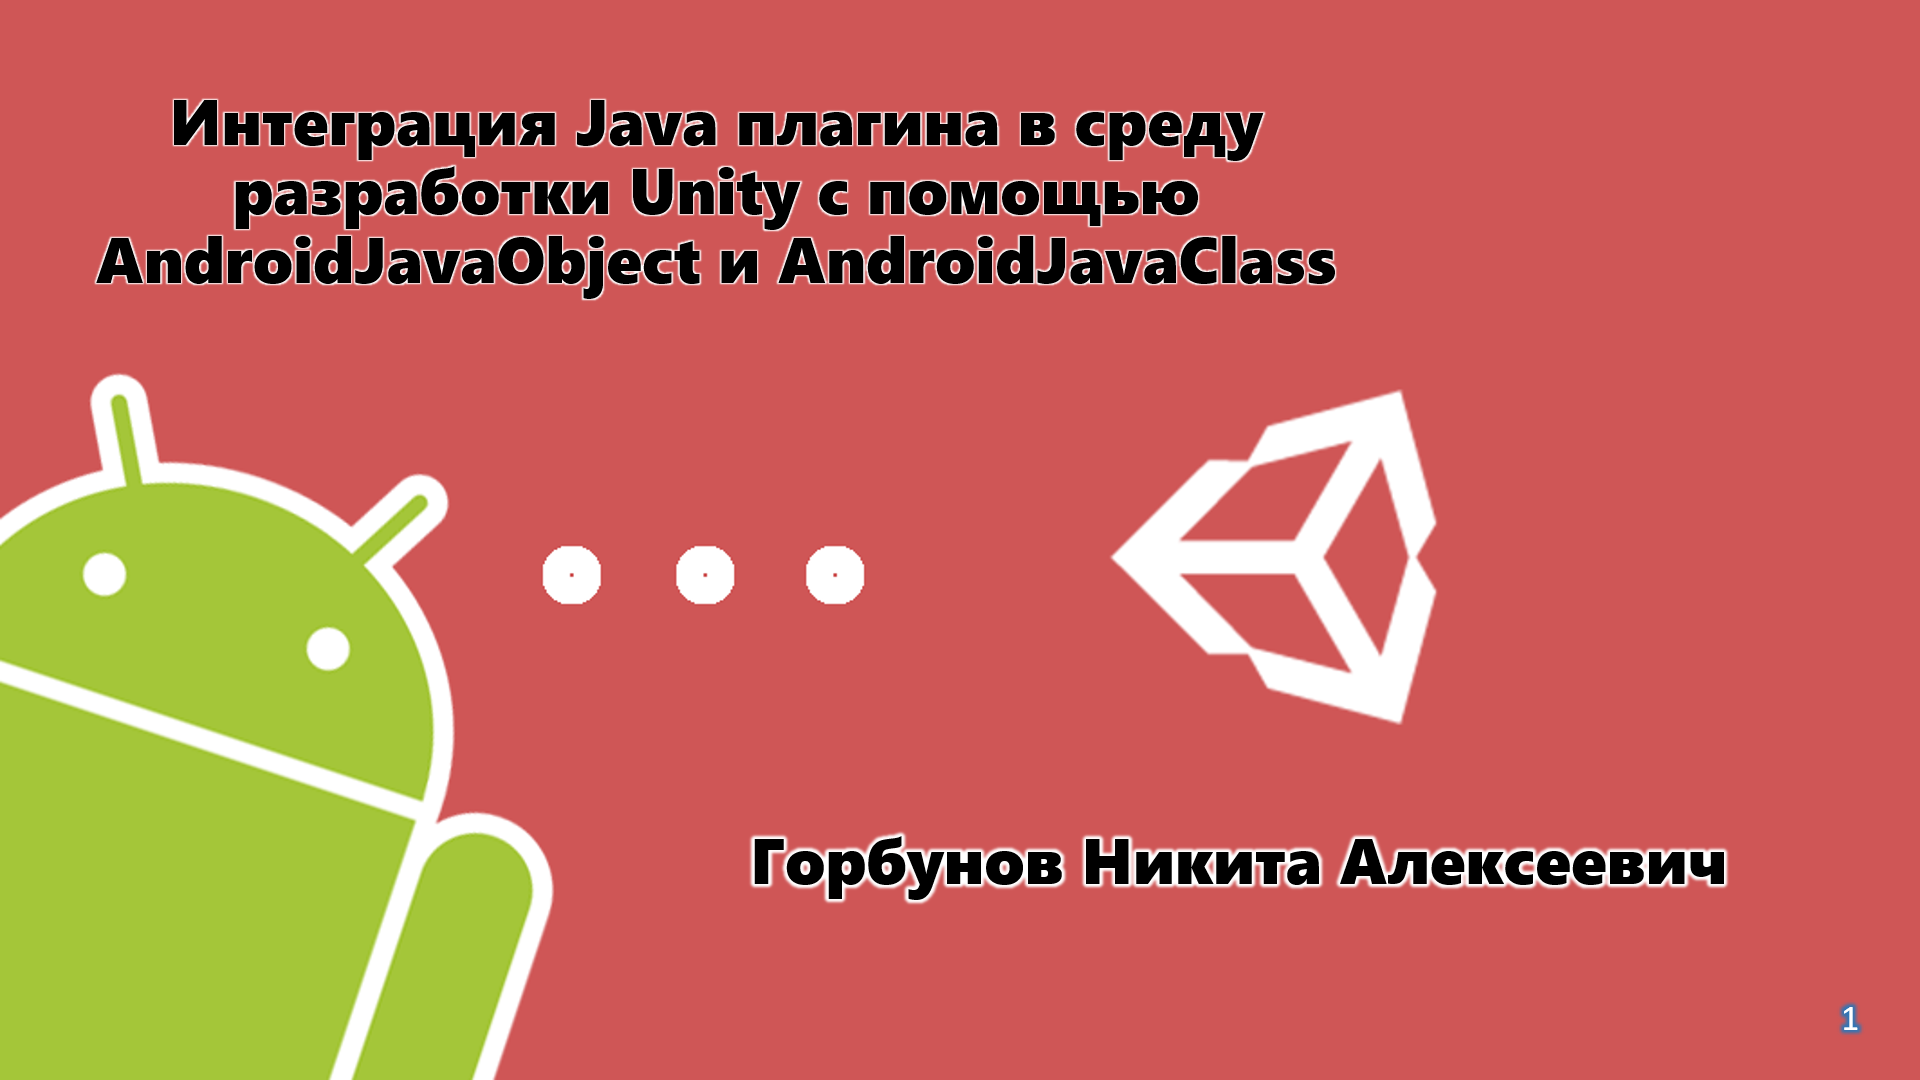 Интеграция Java плагина в среду
разработки Unity с помощью
AndroidJavaObject и AndroidJavaClass
Горбунов Никита Алексеевич
1